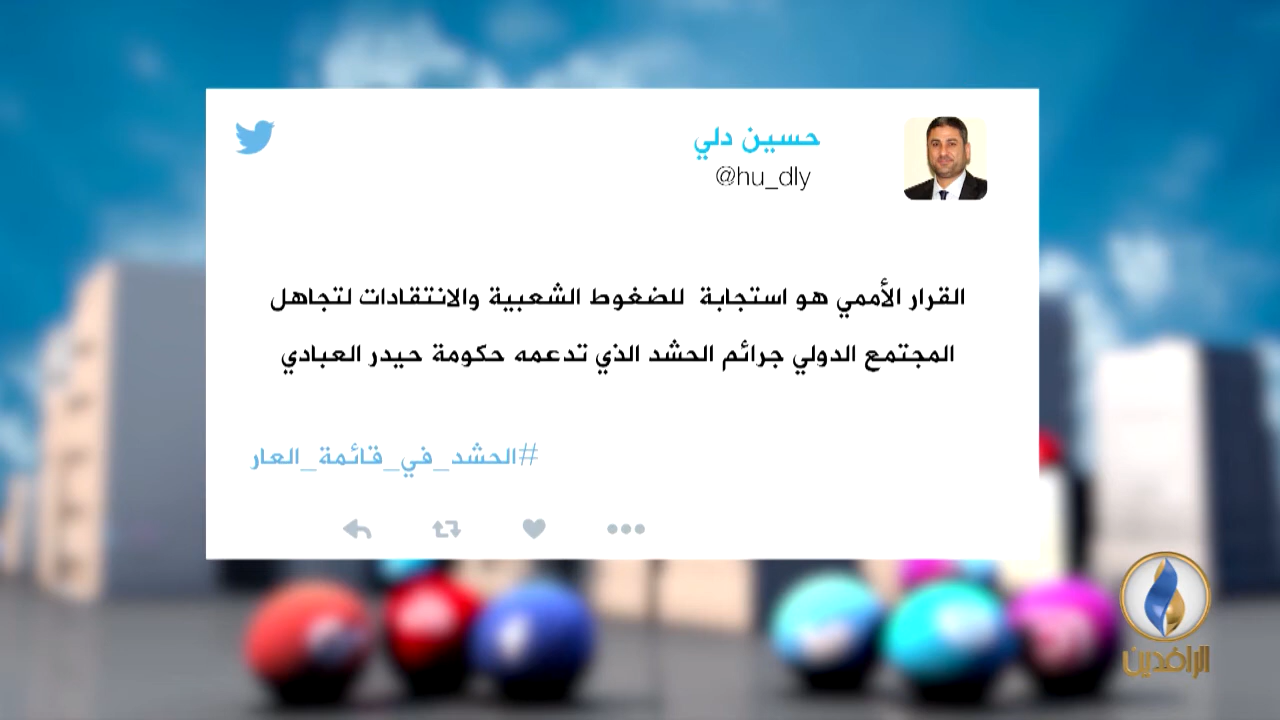 حسين دلي
@hu_dly
القرار الأممي هو استجابة للضغوط الشعبية والانتقادات لتجاهل
المجتمع الدولي جرائم الحشد الذي تدعمه حكومة حيدر العبادي
#الحشد_في_قائمة_العار
الرافدين